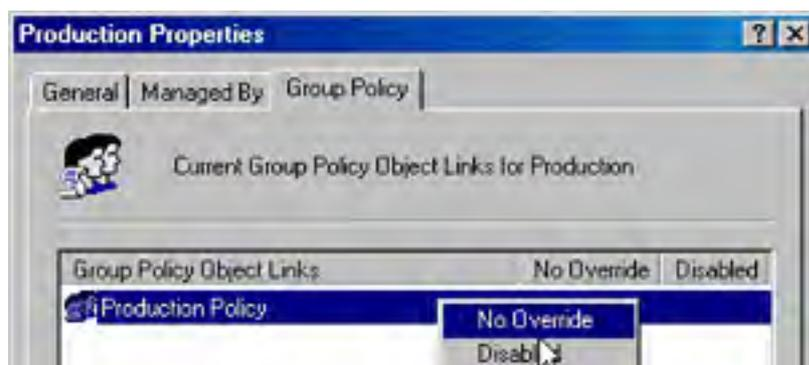 Production Properties
General Managed By Group Policy
Current Group Policy Object Links for Production
Group Policy Object Links No Override Disabled
Production Policy
No Override
Disabled